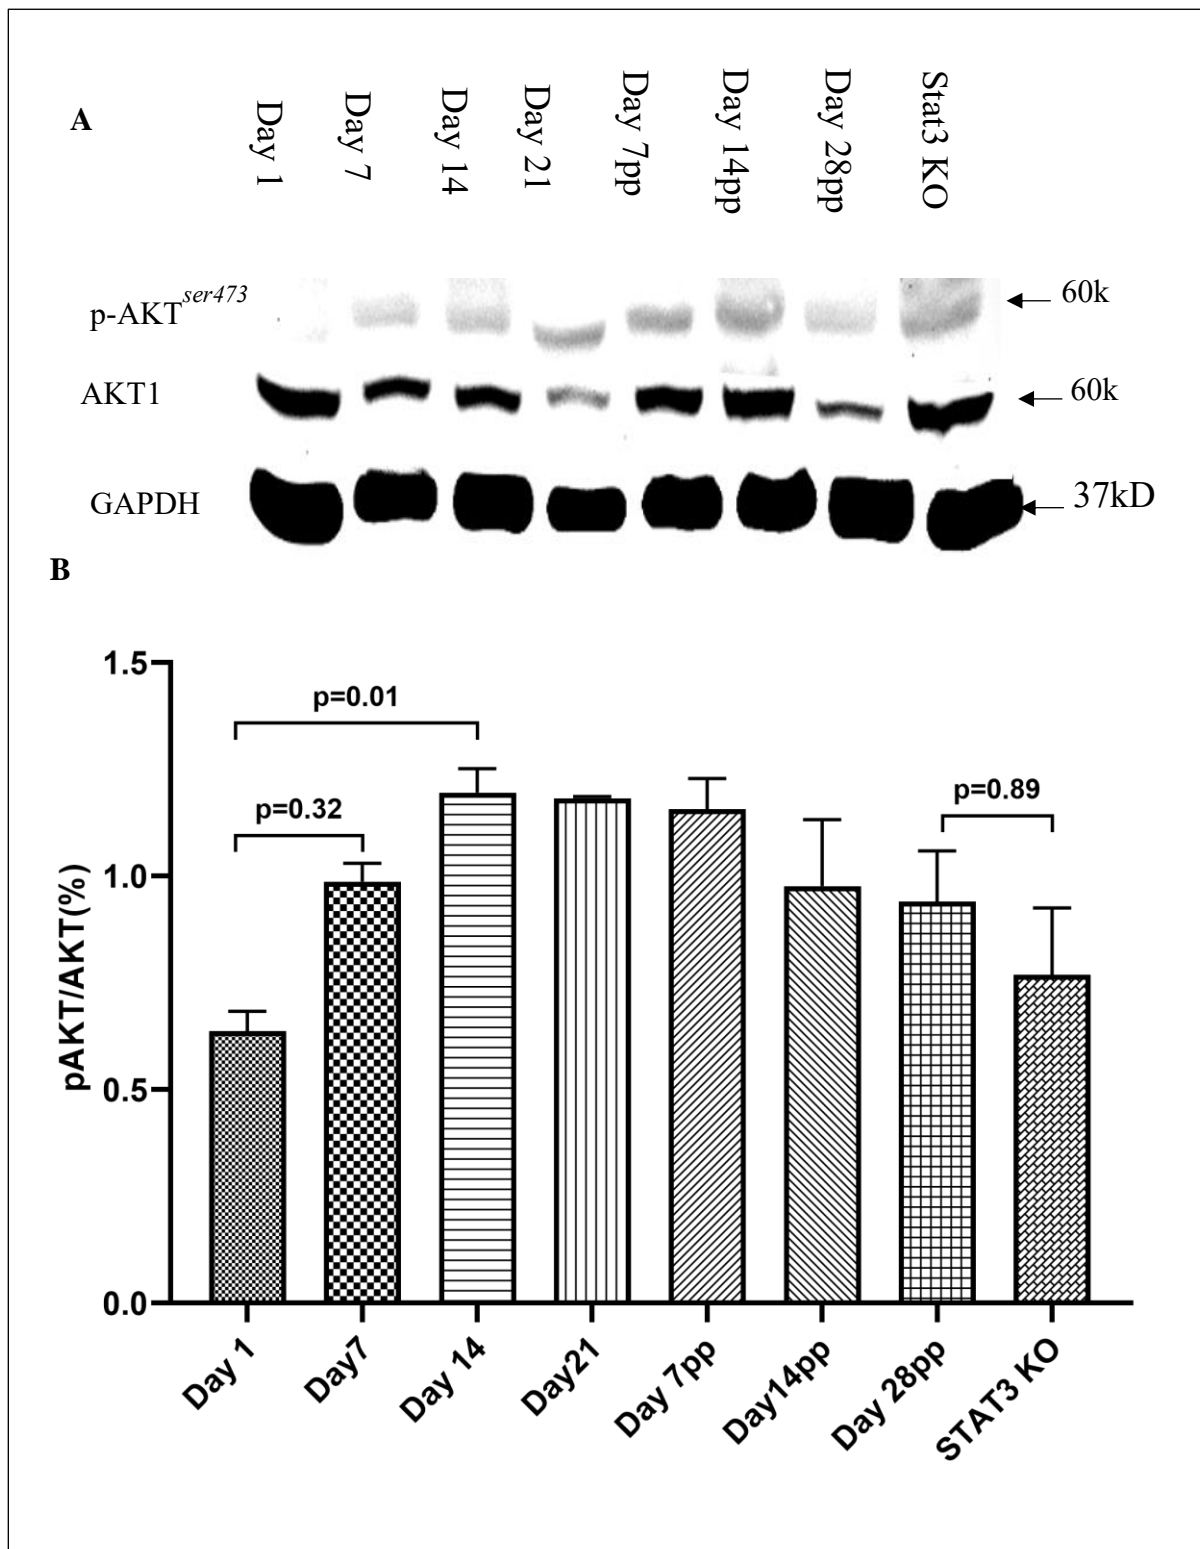 A
Day 1
Day 7
Day 14
Day 21
Day 7pp
Day 14pp
Day 28pp
Stat3 KO
p-AKTser473
60k
AKT1
60k
GAPDH
37kD
B
pAKT/AKT(%)
1.5
1.0
0.5
0.0
p=0.01
p=0.32
p=0.89
Day 1
Day7
Day 14
Day21
Day 7pp
Day14pp
Day 28pp
STAT3 KO